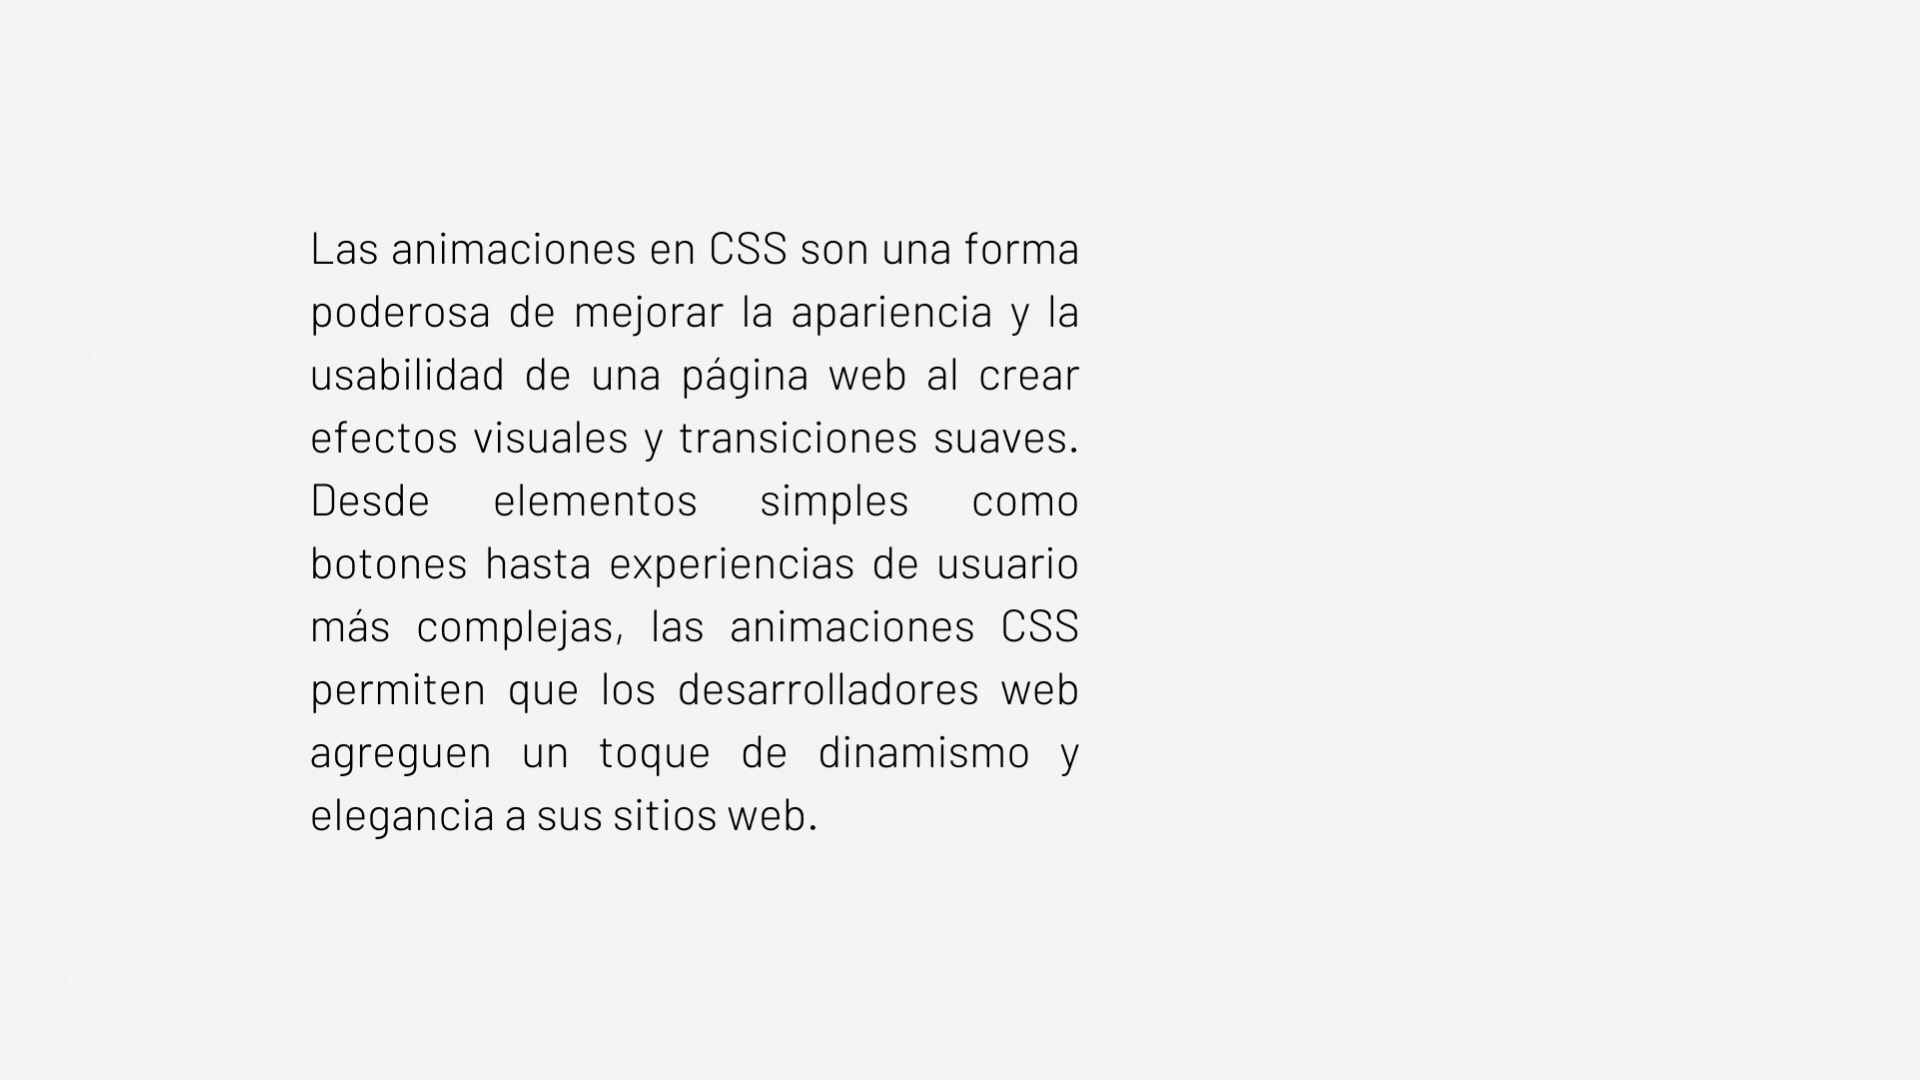 Las animaciones en CSS son una forma
poderosa de mejorar la apariencia y la
usabilidad de una página web al crear
efectos visuales y transiciones suaves.
Desde elementos simples como
botones hasta experiencias de usuario
más complejas, las animaciones CSS
permiten que los desarrolladores web
agreguen un toque de dinamismo y
elegancia a sus sitios web.